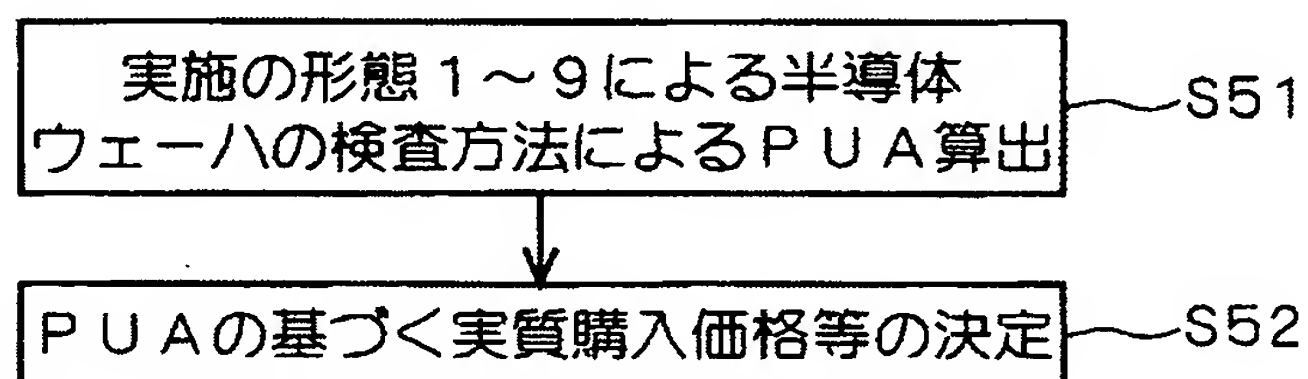 実施の形態1~9による半導体
ウェーハの検査方法によるPUA算出
S51
PUAの基づく実質購入価格等の決定
S52